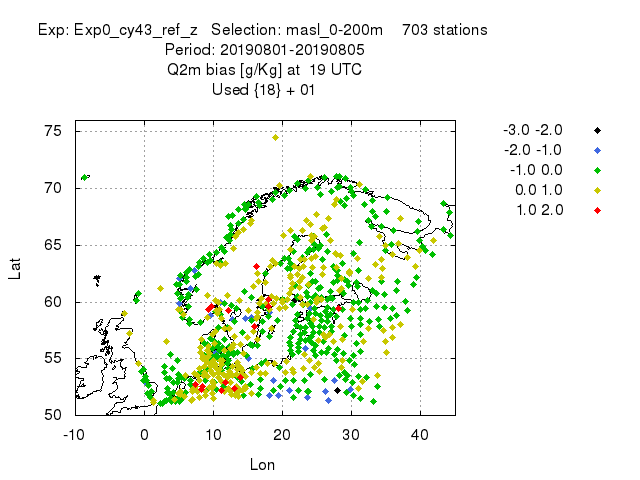 Exp: Exp0_cy43_ref_z Selection: masl_0-200m 703 stations
Period: 20190801-20190805
Q2m bias [g/Kg] at 19 UTC
Used {18} + 01
-3.0 -2.0
-2.0 -1.0
-1.0 0.0
0.0 1.0
1.0 2.0
75
70
65
60
55
50
Lat
-10 0 10 20 30 40
Lon